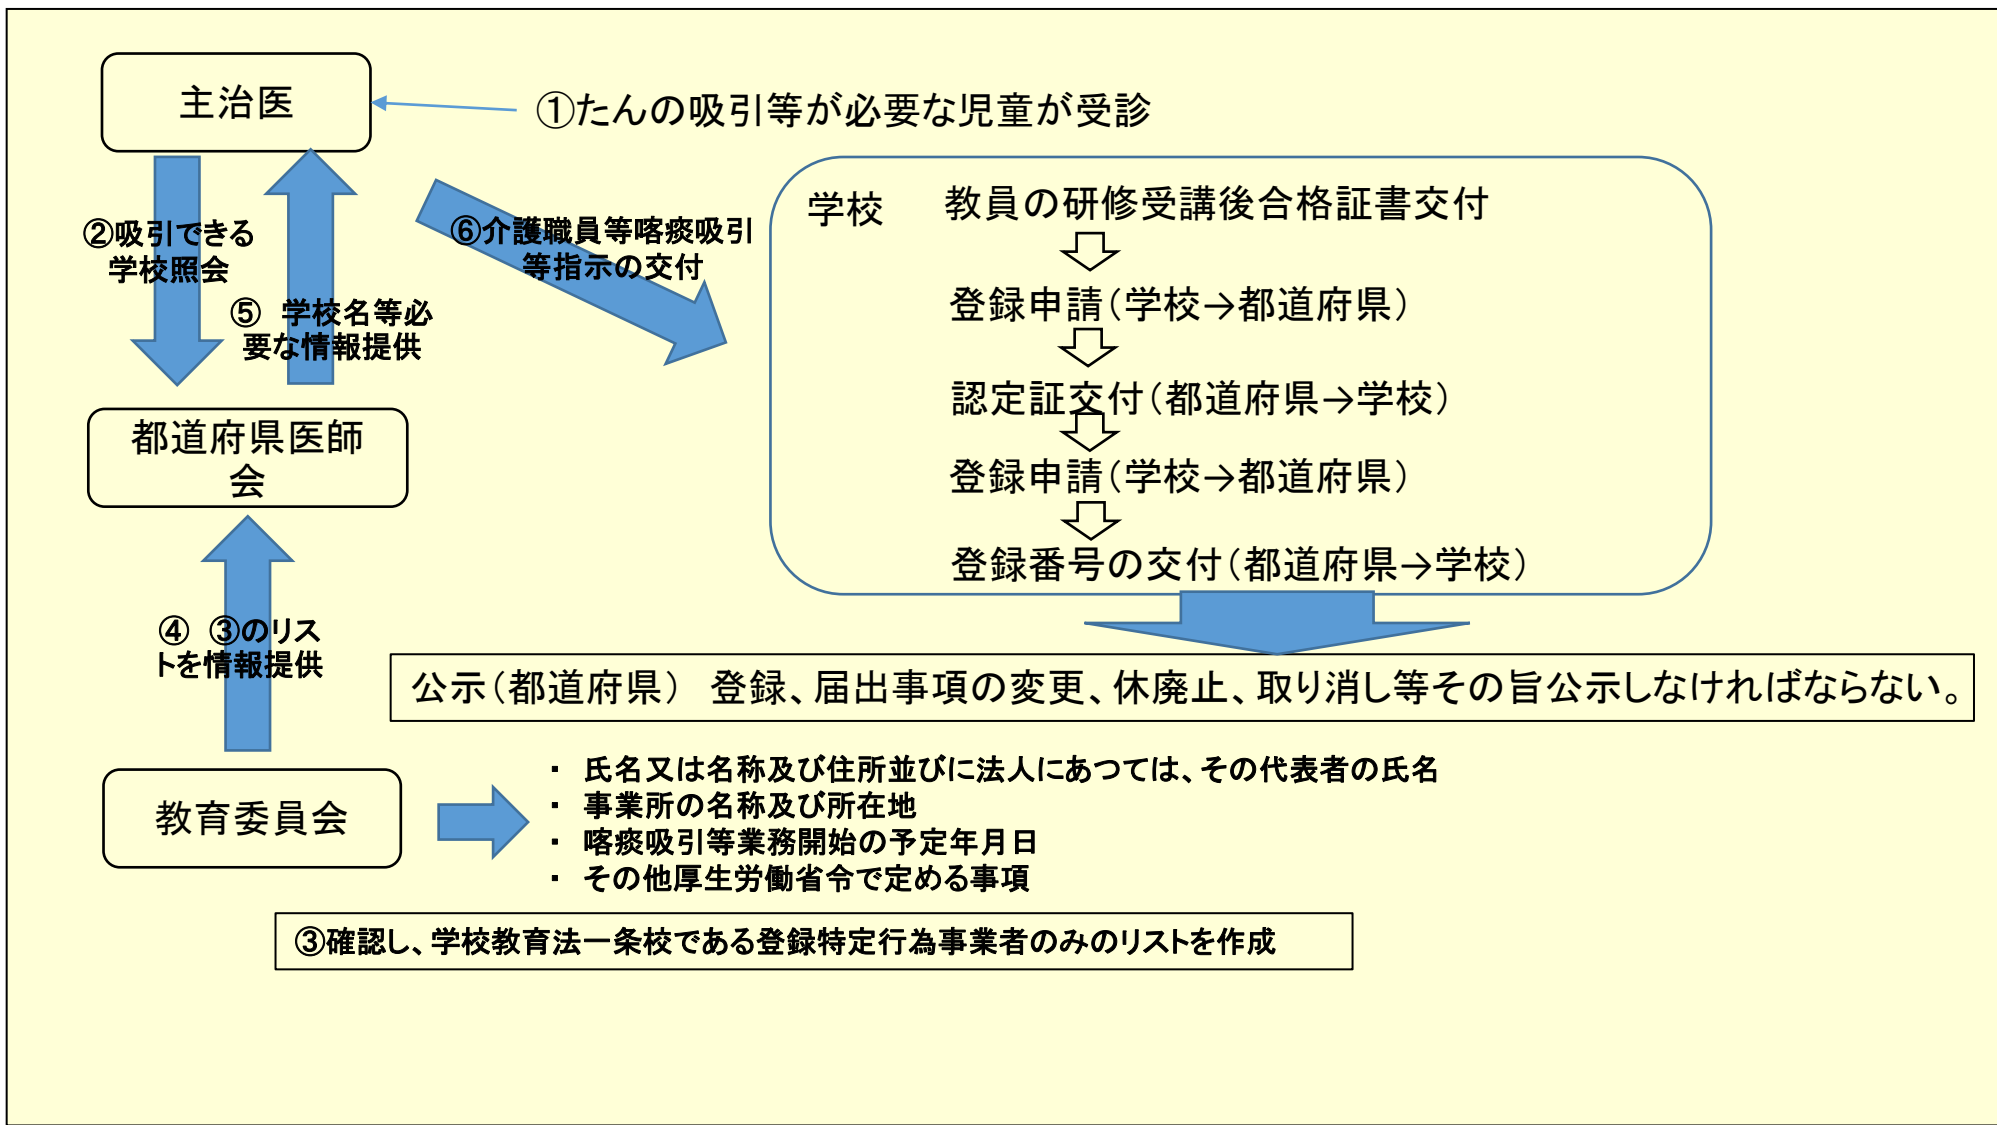 主治医
①たんの吸引等が必要な児童が受診
②吸引できる
学校照会
⑤ 学校名等必
要な情報提供
⑥介護職員等喀痰吸引
等指示の交付
学校
教員の研修受講後合格証書交付
登録申請(学校→都道府県)
認定証交付(都道府県→学校)
登録申請(学校→都道府県)
登録番号の交付(都道府県→学校)
都道府県医師
会
④ ③のリス
トを情報提供
公示(都道府県) 登録、届出事項の変更、休廃止、取り消し等その旨公示しなければならない。
教育委員会
・ 氏名又は名称及び住所並びに法人にあつては、その代表者の氏名
・ 事業所の名称及び所在地
・ 喀痰吸引等業務開始の予定年月日
・ その他厚生労働省令で定める事項
③確認し、学校教育法一条校である登録特定行為事業者のみのリストを作成